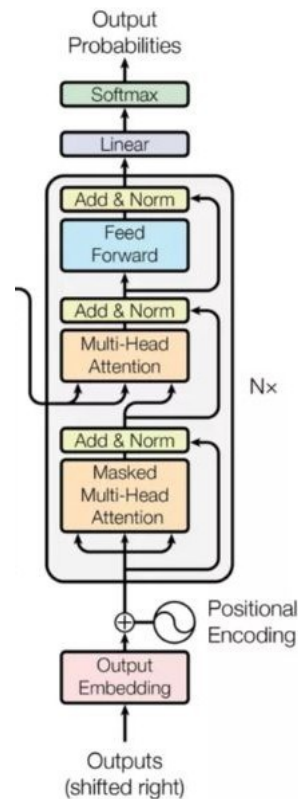 Output
Probabilities
Softmax
Linear
Add & Norm
Feed
Forward
Add & Norm
Multi-Head
Attention
N×
Add & Norm
Masked
Multi-Head
Attention
Positional
Encoding
Output
Embedding
Outputs
(shifted right)